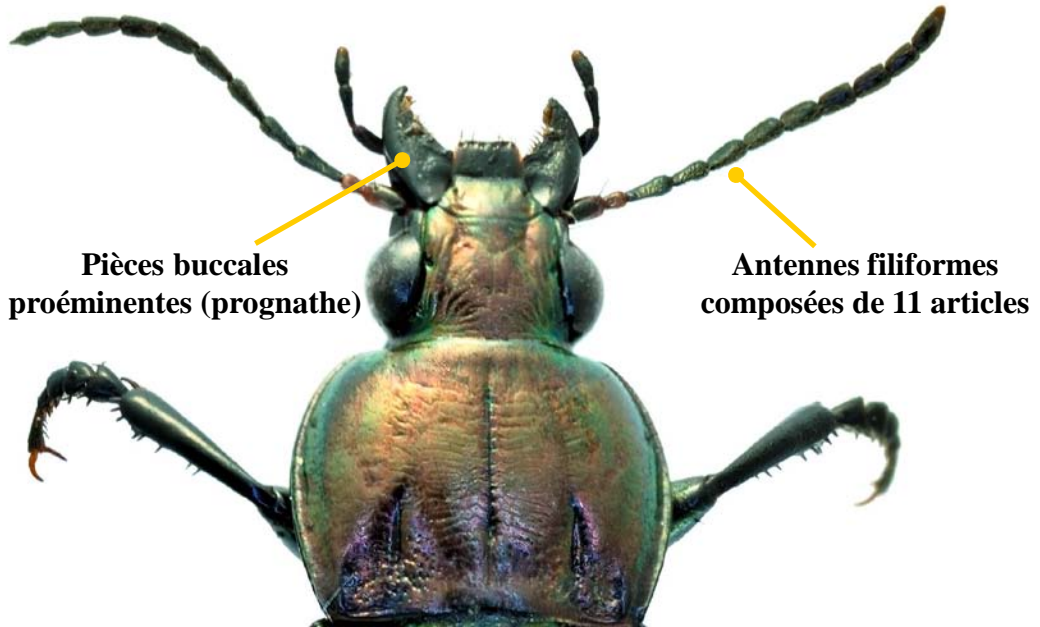 Pièces buccales
proéminentes (prognathe)
Antennes filiformes
composées de 11 articles